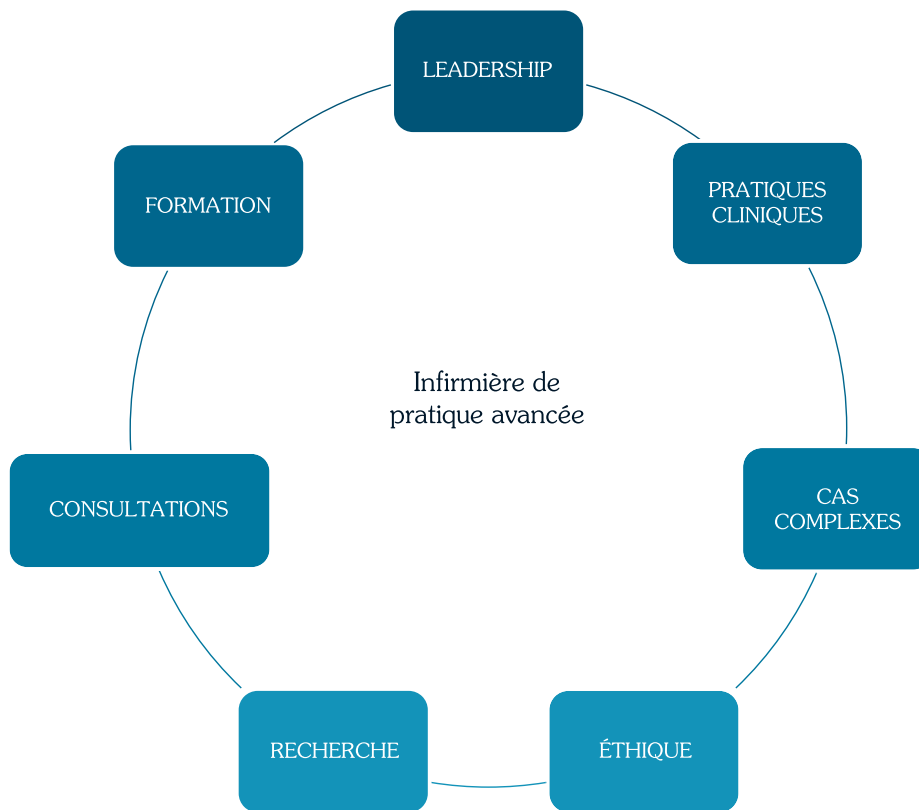 LEADERSHIP
PRATIQUES
CLINIQUES
FORMATION
Infirmière de
pratique avancée
CAS
COMPLEXES
CONSULTATIONS
RECHERCHE
ÉTHIQUE